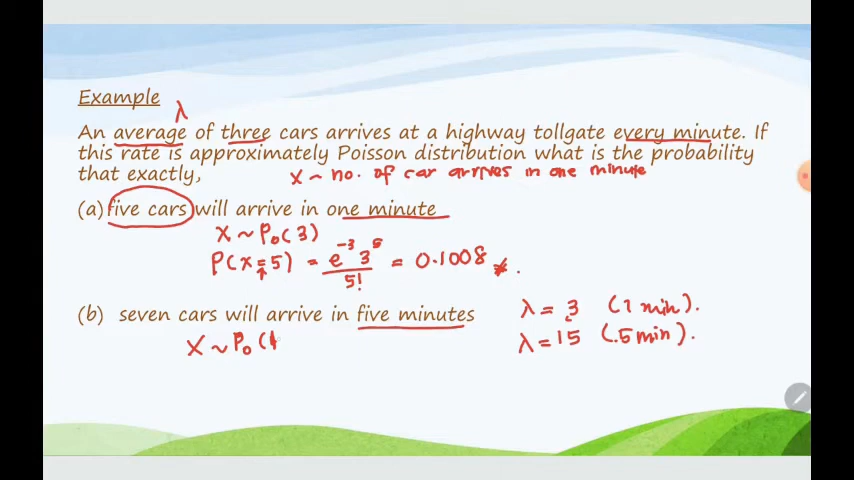 Example
λ
An average of three cars arrives at a highway tollgate every minute. If
this rate is approximately Poisson distribution what is the probability
that exactly,
X ~ no. of car arrives in one minute
(a) five cars will arrive in one minute
X ~ Po(3)
P(X=5) = e^-3 3^5 / 5! = 0.1008
(b) seven cars will arrive in five minutes
λ = 3 (1 min).
X ~ Po(1
λ = 15 (5 min).